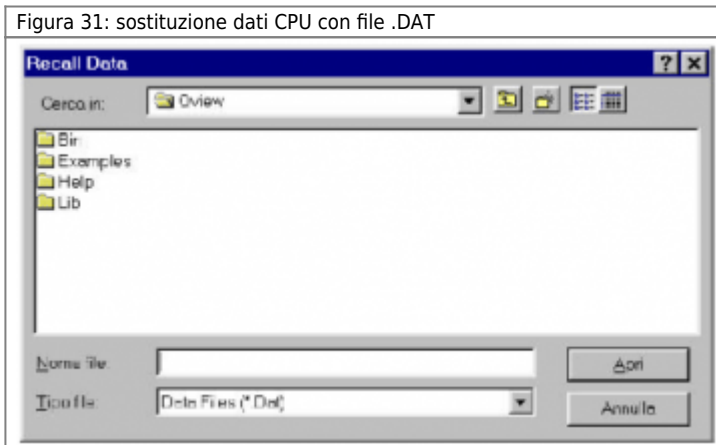 Figura 31: sostituzione dati CPU con file .DAT
Recall Data
Cerca in:
Qview
Bin
Examples
Help
Lib
Nome file:
Apri
Tipo file:
Data Files (*.Dat)
Annulla